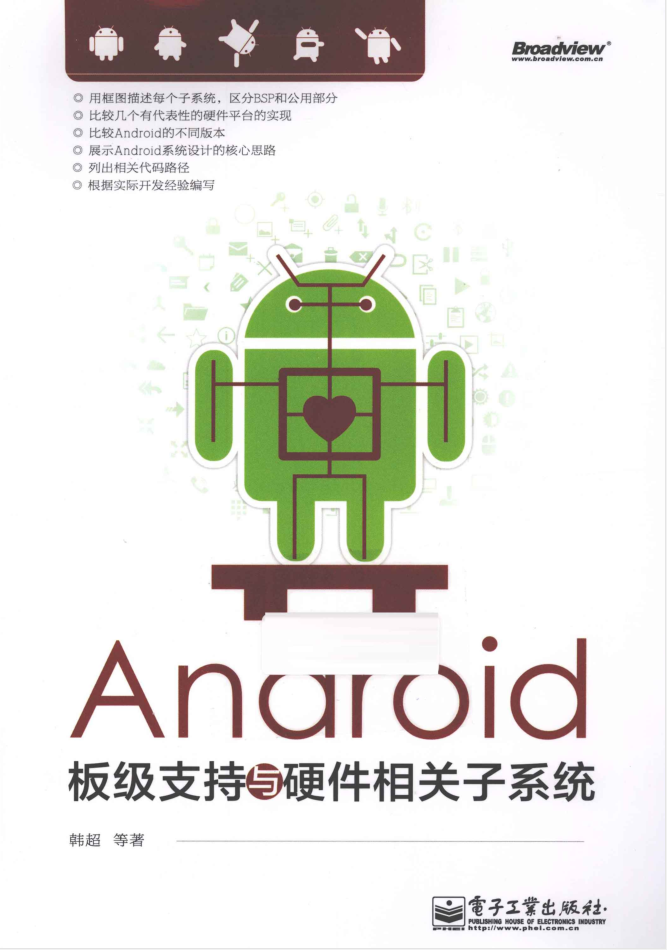 Broadview®
www.broadview.com.cn
◎ 用框图描述每个子系统，区分BSP和公用部分
◎ 比较几个有代表性的硬件平台的实现
◎ 比较Android的不同版本
◎ 展示Android系统设计的核心思路
◎ 列出相关代码路径
◎ 根据实际开发经验编写
Android
板级支持与硬件相关子系统
韩超 等著
電子工業出版社·
PUBLISHING HOUSE OF ELECTRONICS INDUSTRY
PHEI
http://www.phei.com.cn